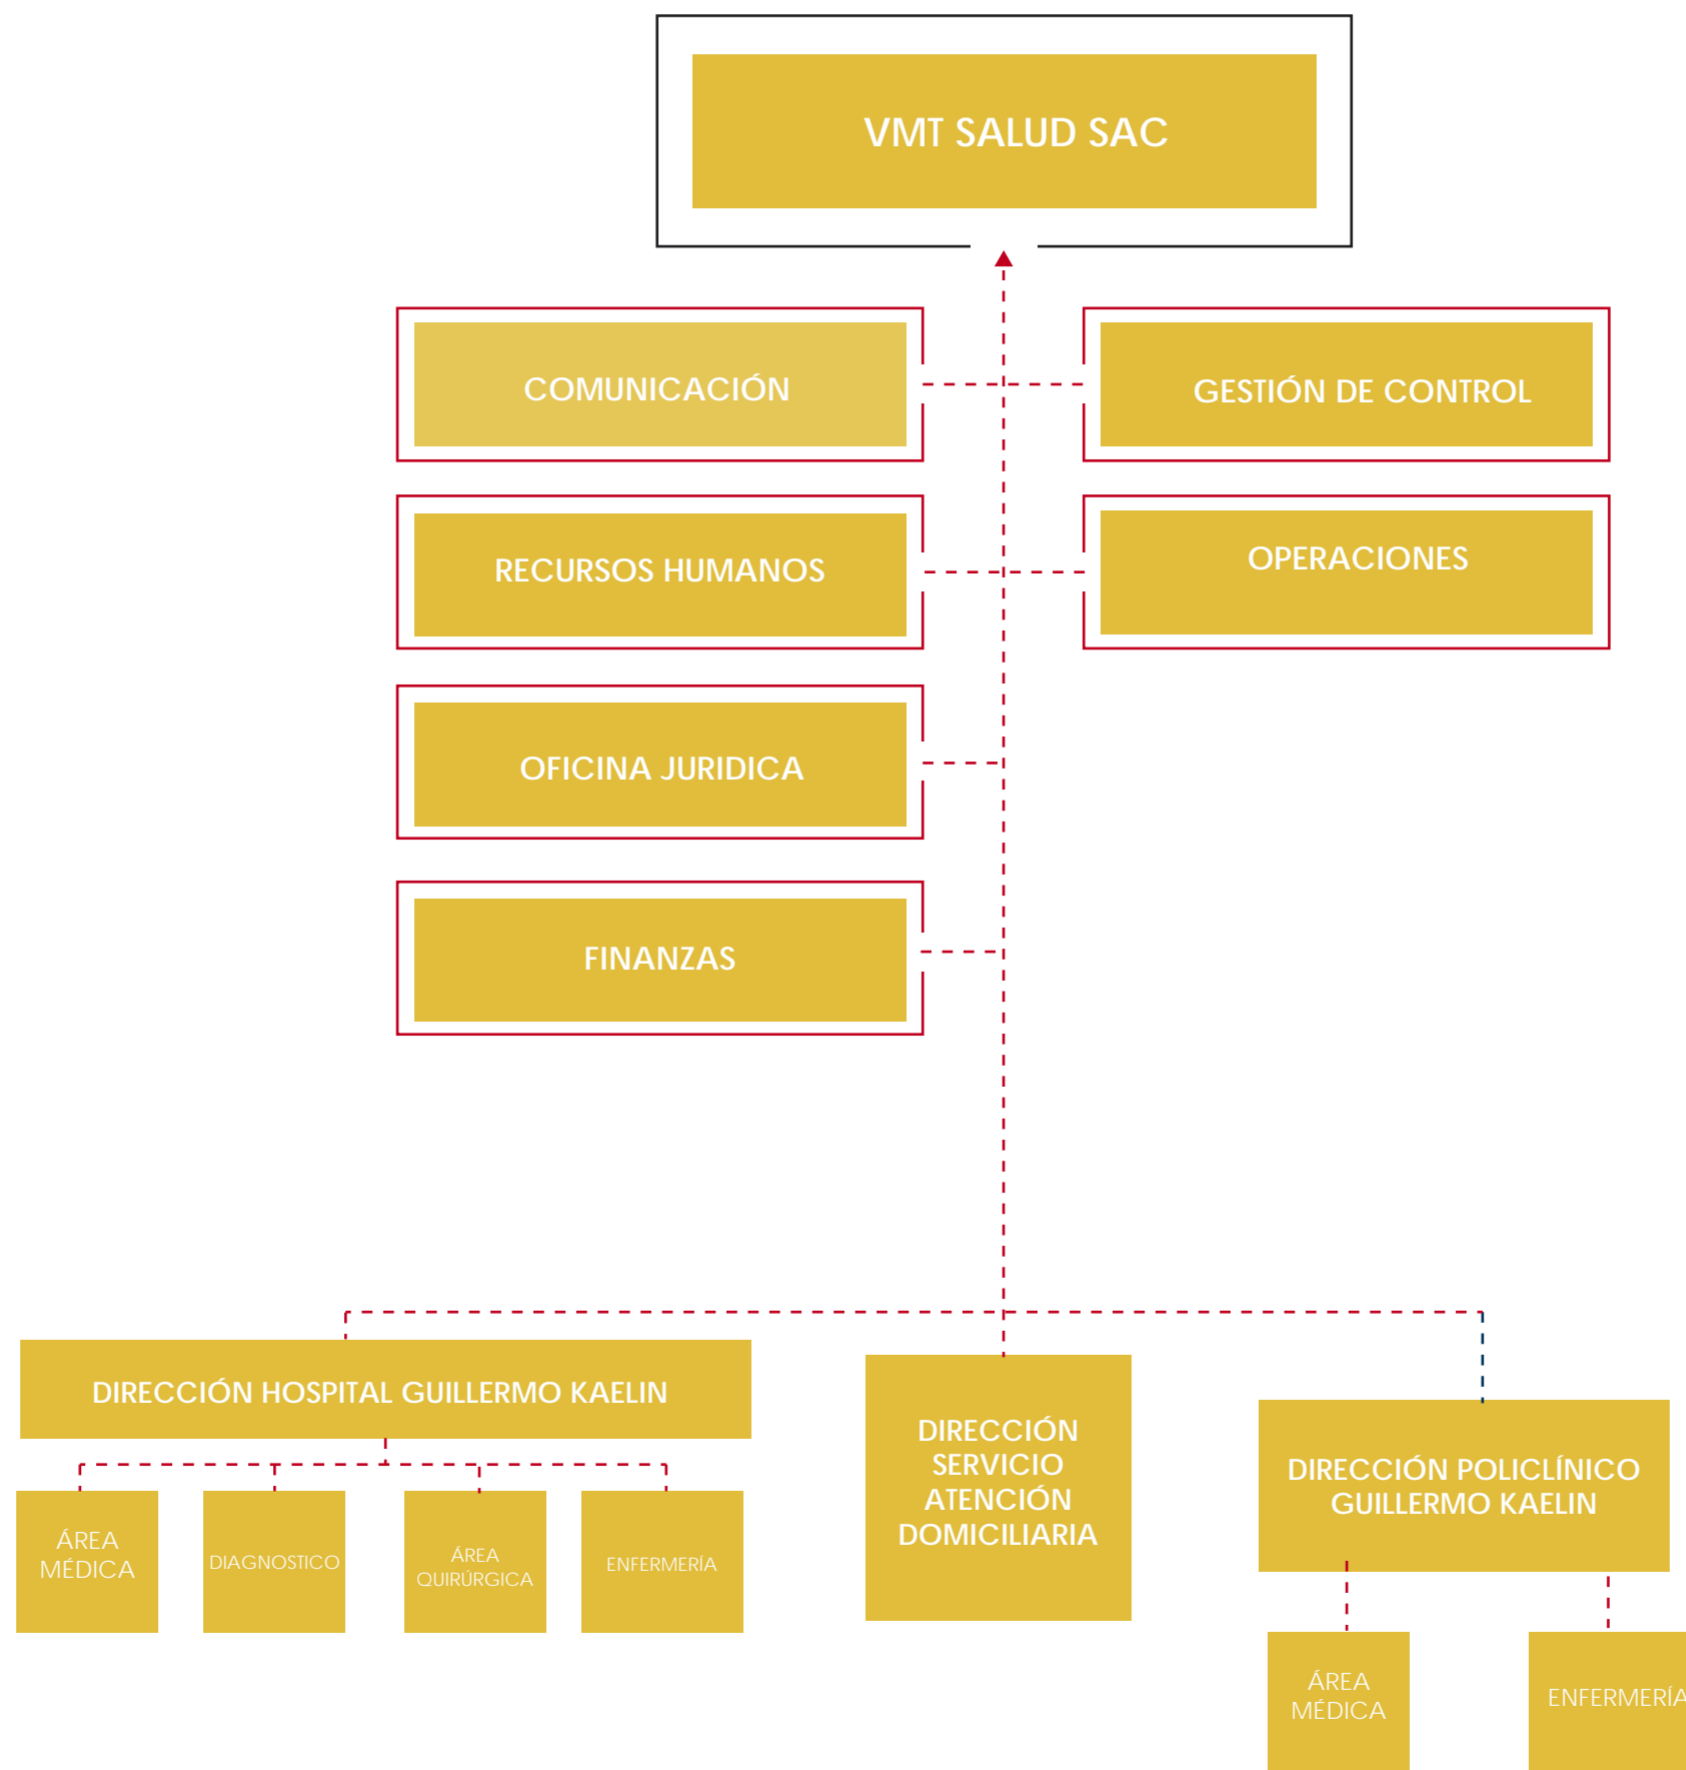 VMT SALUD SAC
COMUNICACIÓN
GESTIÓN DE CONTROL
RECURSOS HUMANOS
OPERACIONES
OFICINA JURIDICA
FINANZAS
DIRECCIÓN HOSPITAL GUILLERMO KAELIN
ÁREA
MÉDICA
DIAGNOSTICO
ÁREA
QUIRÚRGICA
ENFERMERÍA
DIRECCIÓN
SERVICIO
ATENCIÓN
DOMICILIARIA
DIRECCIÓN POLICLÍNICO
GUILLERMO KAELIN
ÁREA
MÉDICA
ENFERMERÍA